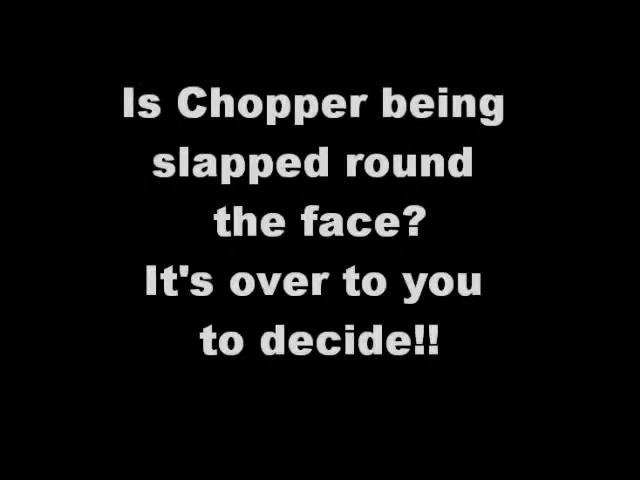 Is Chopper being
slapped round
the face?
It's over to you
to decide!!